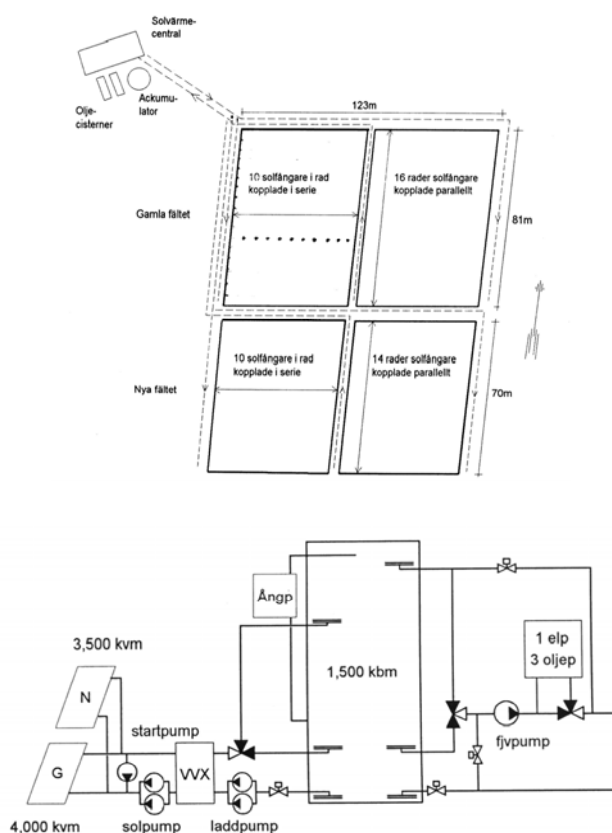 Solvärme-
central
Olje-
cisterner
Ackumu-
lator
123m
10 solfångare i rad
kopplade i serie
16 rader solfångare
kopplade parallellt
Gamla fältet
81m
10 solfångare i rad
kopplade i serie
14 rader solfångare
kopplade parallellt
Nya fältet
70m
Ångp
1 elp
3 oljep
3,500 kvm
1,500 kbm
N
startpump
fjvpump
G
VVX
4,000 kvm
solpump
laddpump